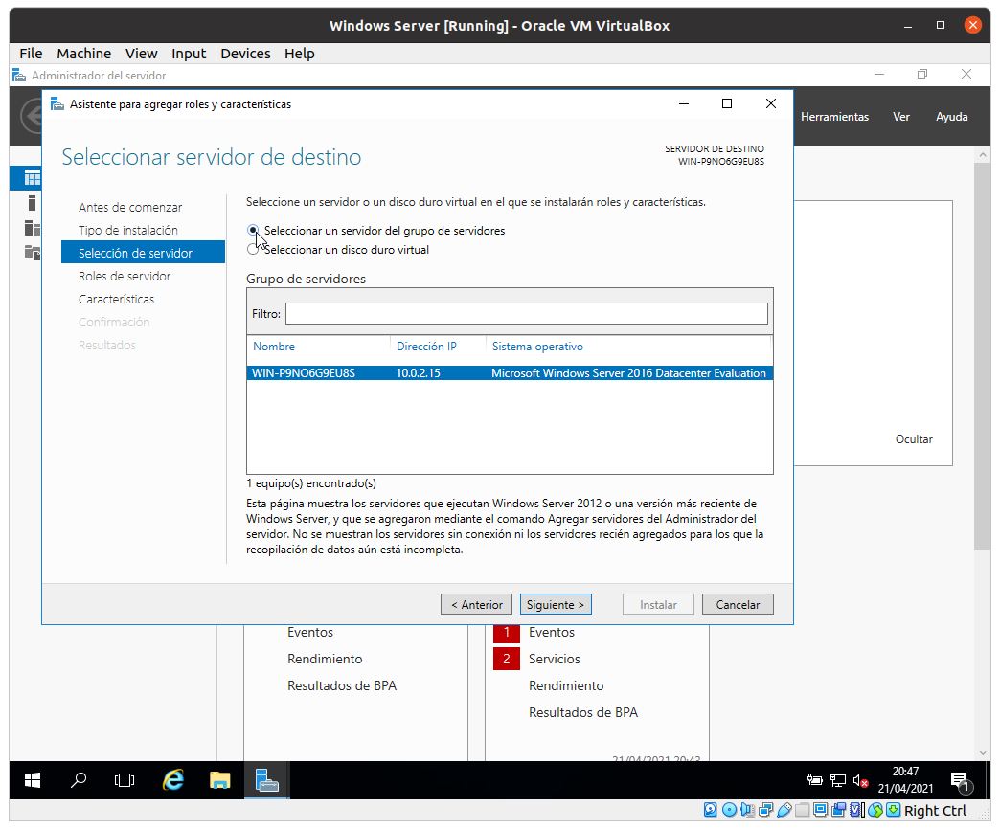 Windows Server [Running] - Oracle VM VirtualBox
File Machine View Input Devices Help
Administrador del servidor
Asistente para agregar roles y características
Herramientas Ver Ayuda
Seleccionar servidor de destino
SERVIDOR DE DESTINO
WIN-P9NO6G9EU8S
Antes de comenzar
Tipo de instalación
Selección de servidor
Roles de servidor
Características
Confirmación
Resultados
Seleccione un servidor o un disco duro virtual en el que se instalarán roles y características.
Seleccionar un servidor del grupo de servidores
Seleccionar un disco duro virtual
Grupo de servidores
Filtro:
Nombre Dirección IP Sistema operativo
WIN-P9NO6G9EU8S 10.0.2.15 Microsoft Windows Server 2016 Datacenter Evaluation
1 equipo(s) encontrado(s)
Esta página muestra los servidores que ejecutan Windows Server 2012 o una versión más reciente de
Windows Server, y que se agregaron mediante el comando Agregar servidores del Administrador del
servidor. No se muestran los servidores sin conexión ni los servidores recién agregados para los que la
recopilación de datos aún está incompleta.
< Anterior Siguiente > Instalar Cancelar
Ocultar
Eventos
Rendimiento
Resultados de BPA
1 Eventos
2 Servicios
Rendimiento
Resultados de BPA
21/04/2021 20:43
20:47
21/04/2021
1
Right Ctrl